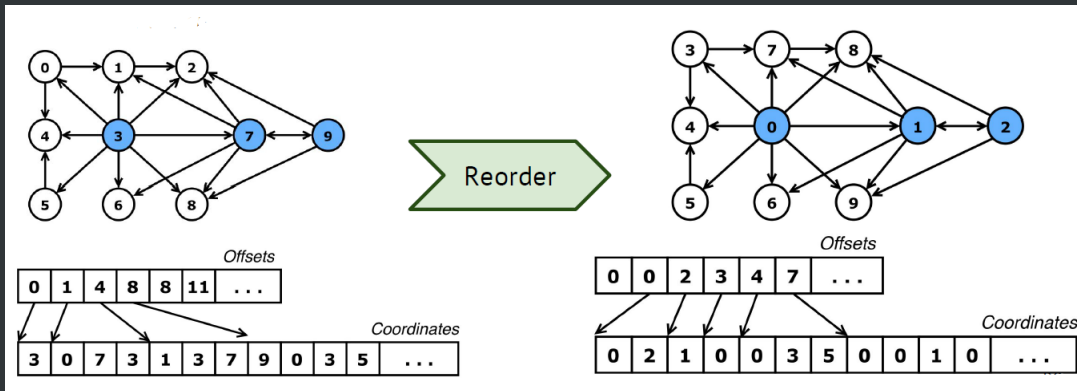 0 1 2
4 3 7 9
5 6 8
Reorder
3 7 8
4 0 1 2
5 6 9
Offsets
0 1 4 8 8 11 ...
Coordinates
3 0 7 3 1 3 7 9 0 3 5 ...
Offsets
0 0 2 3 4 7 ...
Coordinates
0 2 1 0 0 3 5 0 0 1 0 ...